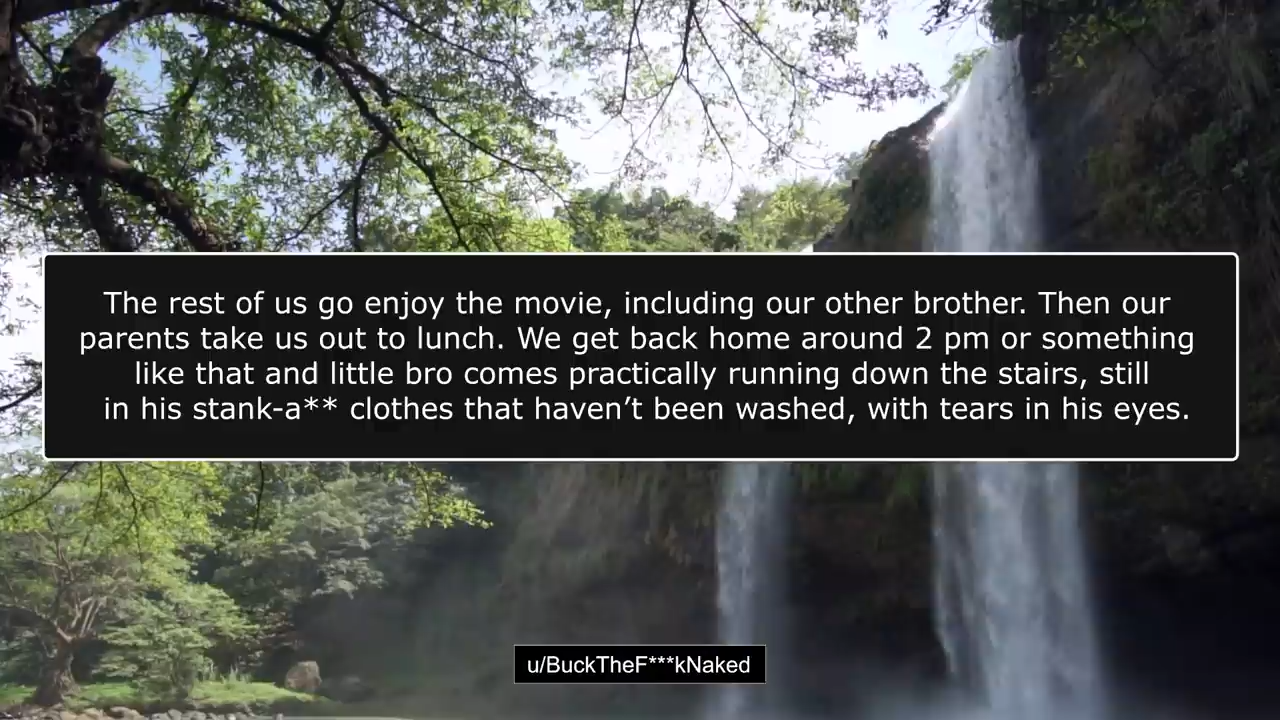 The rest of us go enjoy the movie, including our other brother. Then our
parents take us out to lunch. We get back home around 2 pm or something
like that and little bro comes practically running down the stairs, still
in his stank-a** clothes that haven’t been washed, with tears in his eyes.
u/BuckTheF***kNaked